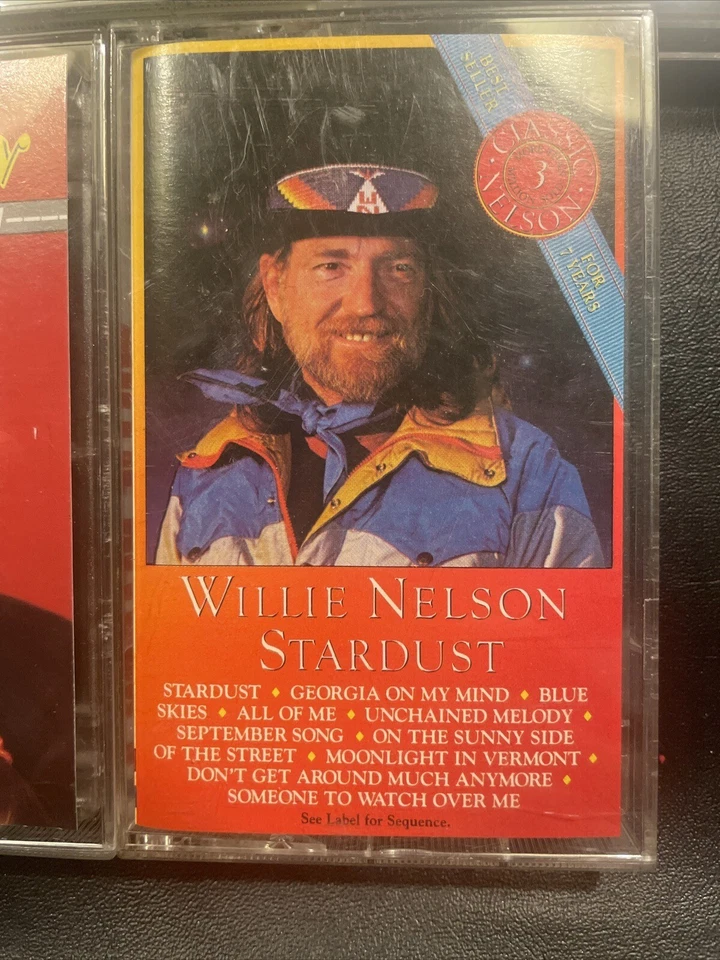 BEST
SELLER
CLASSIC
3
NELSON
FOR
7 YEARS
WILLIE NELSON
STARDUST
STARDUST ♦ GEORGIA ON MY MIND ♦ BLUE
SKIES ♦ ALL OF ME ♦ UNCHAINED MELODY ♦
SEPTEMBER SONG ♦ ON THE SUNNY SIDE
OF THE STREET ♦ MOONLIGHT IN VERMONT ♦
DON'T GET AROUND MUCH ANYMORE ♦
SOMEONE TO WATCH OVER ME
See Label for Sequence.